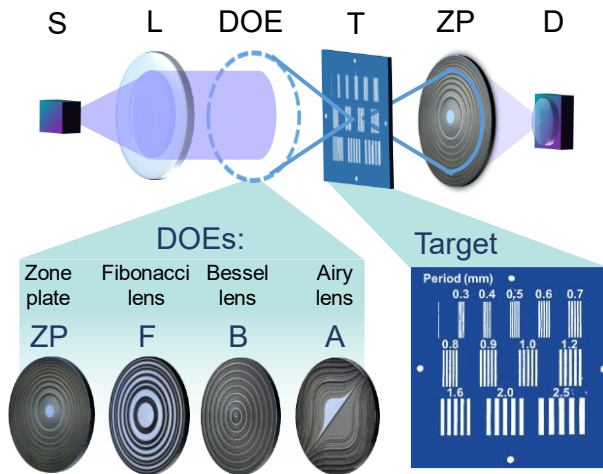 S L DOE T ZP D
DOEs:
Zone plate
Fibonacci lens
Bessel lens
Airy lens
ZP F B A
Target
Period (mm)
0.3 0.4 0.5 0.6 0.7
0.8 0.9 1.0 1.2
1.6 2.0 2.5